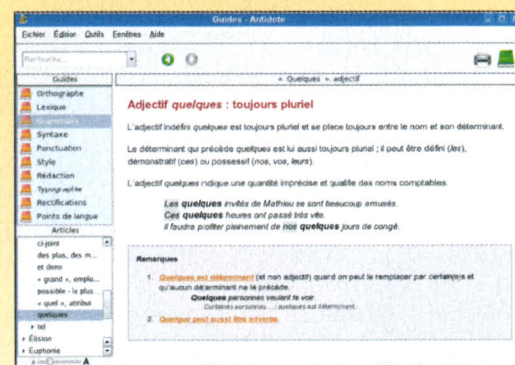 Guides - Antidote
Fichier Édition Outils Fenêtres Aide
Recherche...
Guides
« Quelques », adjectif
Orthographe
Lexique
Grammaire
Syntaxe
Ponctuation
Style
Rédaction
Typographie
Rectifications
Points de langue
Articles
ci-joint
des plus, des m...
et demi
« grand », emplo...
possible - le plus...
« quel », attribut
quelques
tel
Élision
Euphonie
A A
Adjectif quelques : toujours pluriel
L'adjectif indéfini quelques est toujours pluriel et se place toujours entre le nom et son déterminant.
Le déterminant qui précède quelques est lui aussi toujours pluriel ; il peut être défini (les),
démonstratif (ces) ou possessif (nos, vos, leurs).
L'adjectif quelques indique une quantité imprécise et qualifie des noms comptables.
Les quelques invités de Mathieu se sont beaucoup amusés.
Ces quelques heures ont passé très vite.
Il faudra profiter pleinement de nos quelques jours de congé.
Remarques
1. Quelques est déterminant (et non adjectif) quand on peut le remplacer par certain(e)s et
qu'aucun déterminant ne le précède.
Quelques personnes veulent te voir.
Certaines personnes ... : quelques est déterminant.
2. Quelque peut aussi être adverbe.